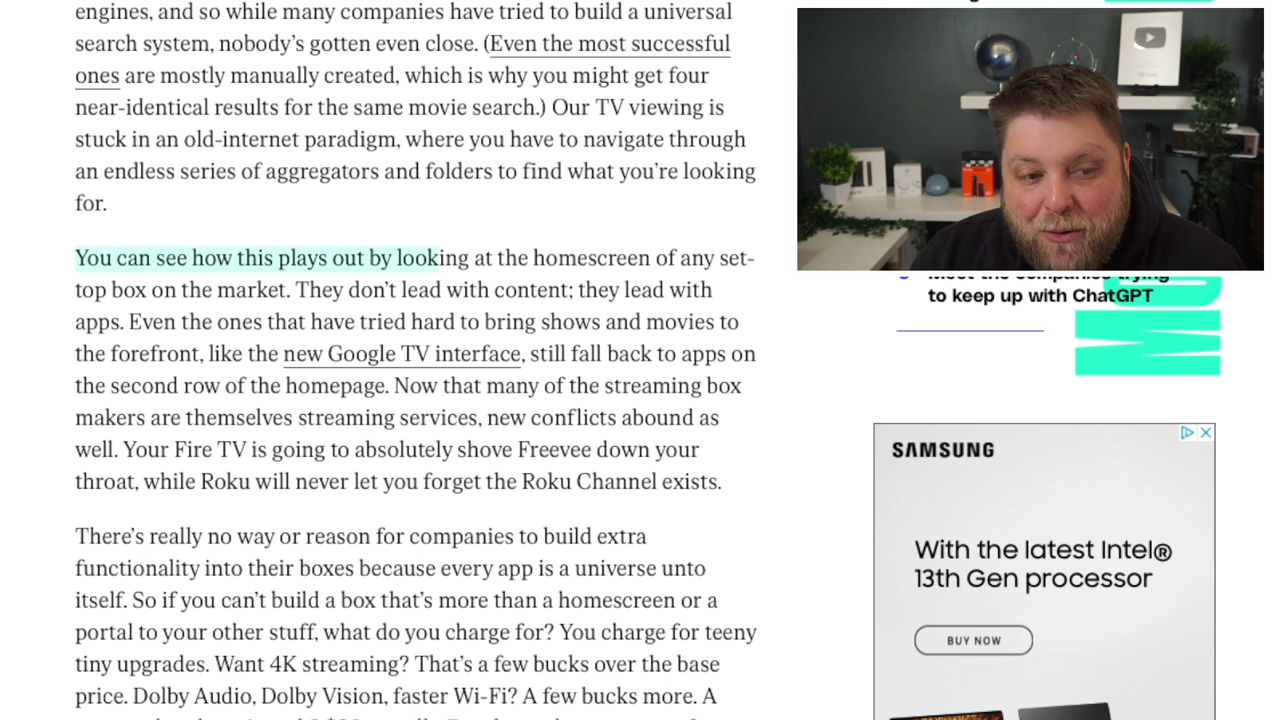 engines, and so while many companies have tried to build a universal
search system, nobody’s gotten even close. (Even the most successful
ones are mostly manually created, which is why you might get four
near-identical results for the same movie search.) Our TV viewing is
stuck in an old-internet paradigm, where you have to navigate through
an endless series of aggregators and folders to find what you’re looking
for.
You can see how this plays out by looking at the homescreen of any set-
top box on the market. They don’t lead with content; they lead with
apps. Even the ones that have tried hard to bring shows and movies to
the forefront, like the new Google TV interface, still fall back to apps on
the second row of the homepage. Now that many of the streaming box
makers are themselves streaming services, new conflicts abound as
well. Your Fire TV is going to absolutely shove Freevee down your
throat, while Roku will never let you forget the Roku Channel exists.
There’s really no way or reason for companies to build extra
functionality into their boxes because every app is a universe unto
itself. So if you can’t build a box that’s more than a homescreen or a
portal to your other stuff, what do you charge for? You charge for teeny
tiny upgrades. Want 4K streaming? That’s a few bucks over the base
price. Dolby Audio, Dolby Vision, faster Wi-Fi? A few bucks more. A
Meet the companies trying
to keep up with ChatGPT
SAMSUNG
With the latest Intel®
13th Gen processor
BUY NOW